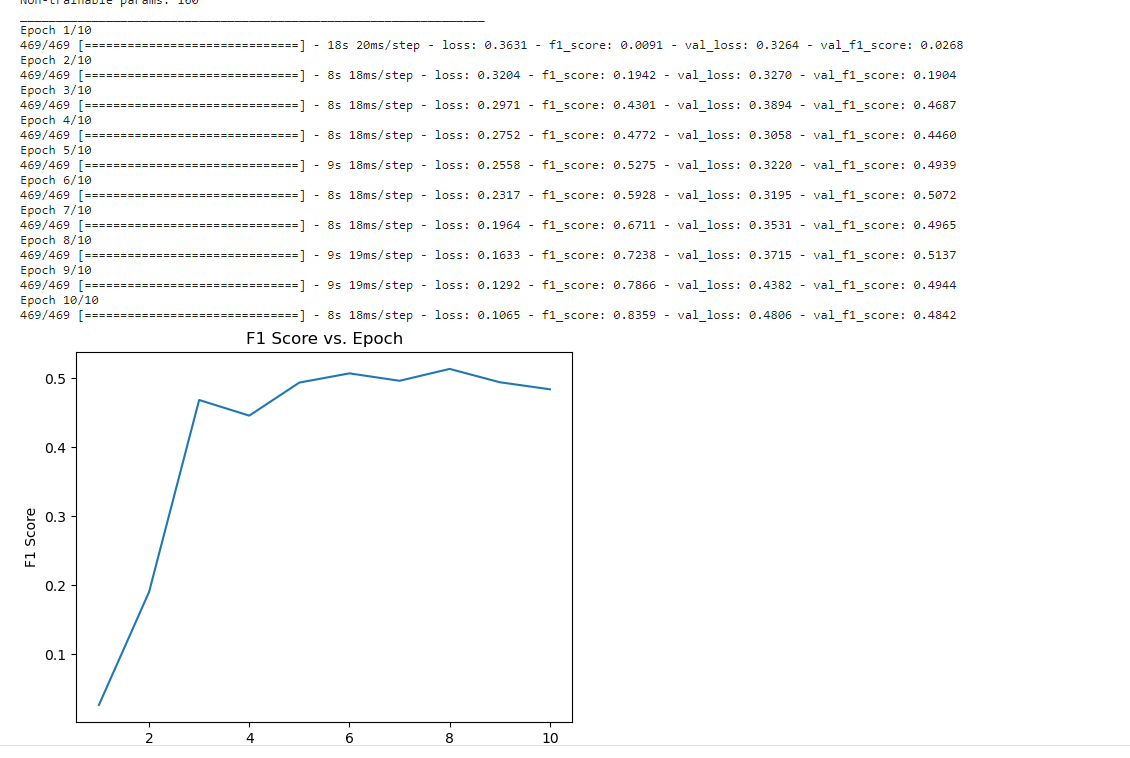 Non-trainable params: 160
_________________________________________________________________
Epoch 1/10
469/469 [==============================] - 18s 20ms/step - loss: 0.3631 - f1_score: 0.0091 - val_loss: 0.3264 - val_f1_score: 0.0268
Epoch 2/10
469/469 [==============================] - 8s 18ms/step - loss: 0.3204 - f1_score: 0.1942 - val_loss: 0.3270 - val_f1_score: 0.1904
Epoch 3/10
469/469 [==============================] - 8s 18ms/step - loss: 0.2971 - f1_score: 0.4301 - val_loss: 0.3894 - val_f1_score: 0.4687
Epoch 4/10
469/469 [==============================] - 8s 18ms/step - loss: 0.2752 - f1_score: 0.4772 - val_loss: 0.3058 - val_f1_score: 0.4460
Epoch 5/10
469/469 [==============================] - 9s 18ms/step - loss: 0.2558 - f1_score: 0.5275 - val_loss: 0.3220 - val_f1_score: 0.4939
Epoch 6/10
469/469 [==============================] - 8s 18ms/step - loss: 0.2317 - f1_score: 0.5928 - val_loss: 0.3195 - val_f1_score: 0.5072
Epoch 7/10
469/469 [==============================] - 8s 18ms/step - loss: 0.1964 - f1_score: 0.6711 - val_loss: 0.3531 - val_f1_score: 0.4965
Epoch 8/10
469/469 [==============================] - 9s 19ms/step - loss: 0.1633 - f1_score: 0.7238 - val_loss: 0.3715 - val_f1_score: 0.5137
Epoch 9/10
469/469 [==============================] - 9s 19ms/step - loss: 0.1292 - f1_score: 0.7866 - val_loss: 0.4382 - val_f1_score: 0.4944
Epoch 10/10
469/469 [==============================] - 8s 18ms/step - loss: 0.1065 - f1_score: 0.8359 - val_loss: 0.4806 - val_f1_score: 0.4842
F1 Score vs. Epoch
F1 Score
0.5
0.4
0.3
0.2
0.1
2 4 6 8 10